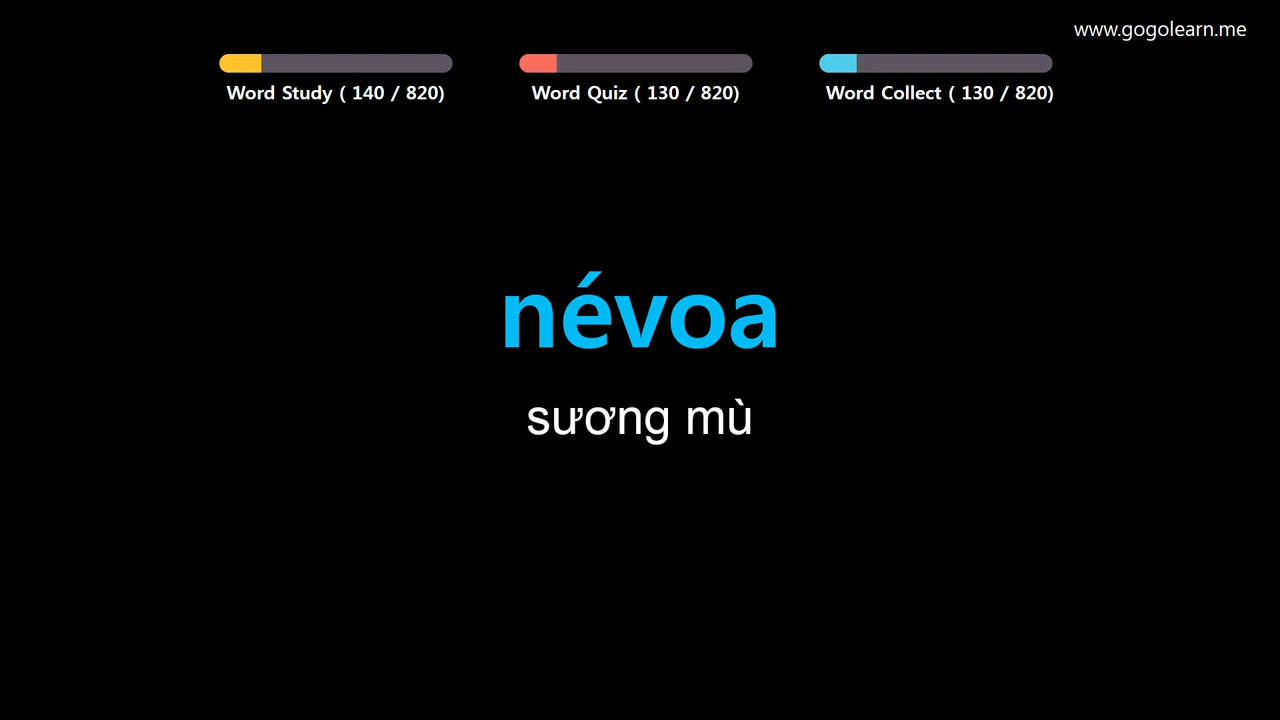 www.gogolearn.me
Word Study ( 140 / 820)
Word Quiz ( 130 / 820)
Word Collect ( 130 / 820)
névoa
sương mù